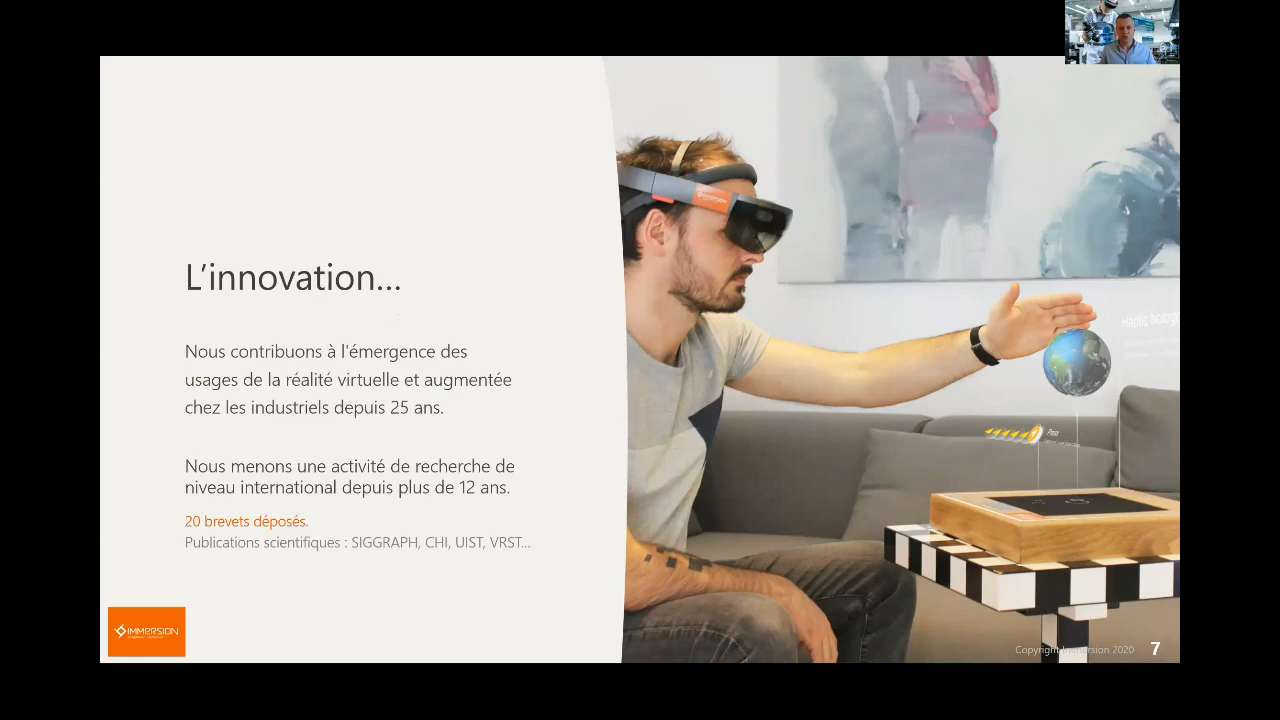 L'innovation...
Nous contribuons à l'émergence des
usages de la réalité virtuelle et augmentée
chez les industriels depuis 25 ans.
Nous menons une activité de recherche de
niveau international depuis plus de 12 ans.
20 brevets déposés.
Publications scientifiques : SIGGRAPH, CHI, UIST, VRST...
IMMERSION
IMMERSION
Haptic
Copyright Immersion 2020
7